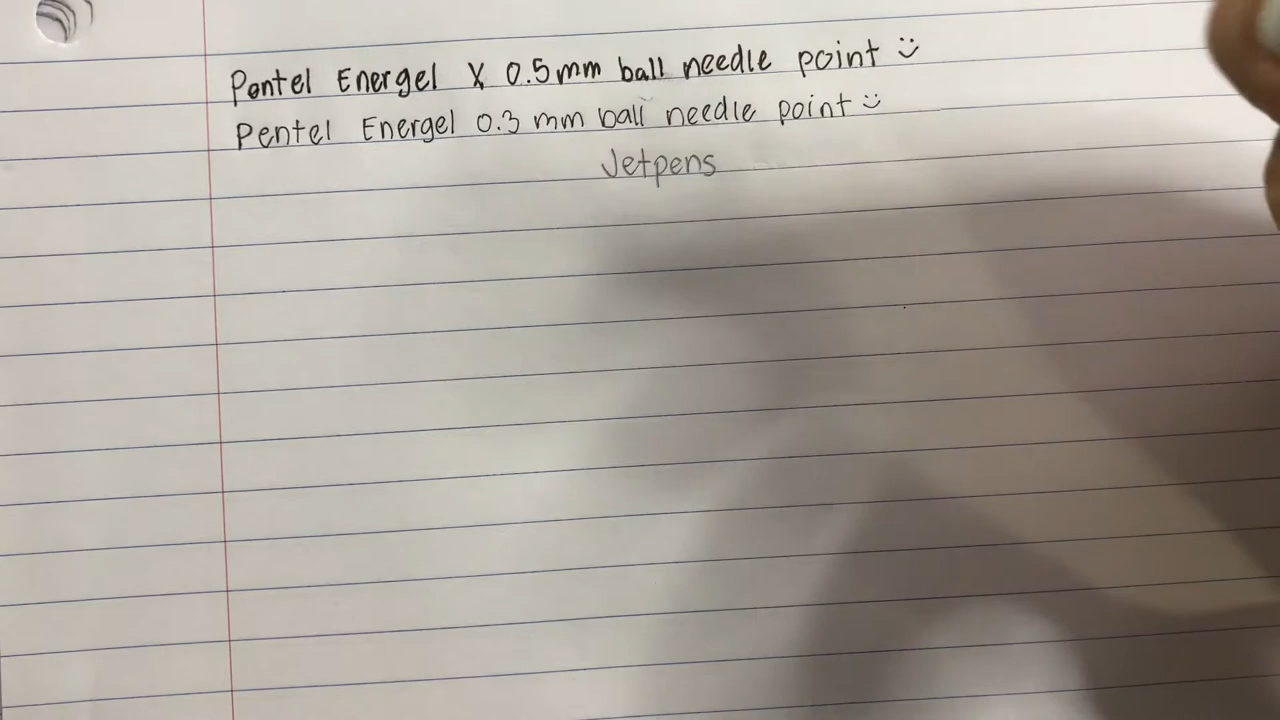 Pentel Energel X 0.5mm ball needle point :)
Pentel Energel 0.3 mm ball needle point :)
Jetpens